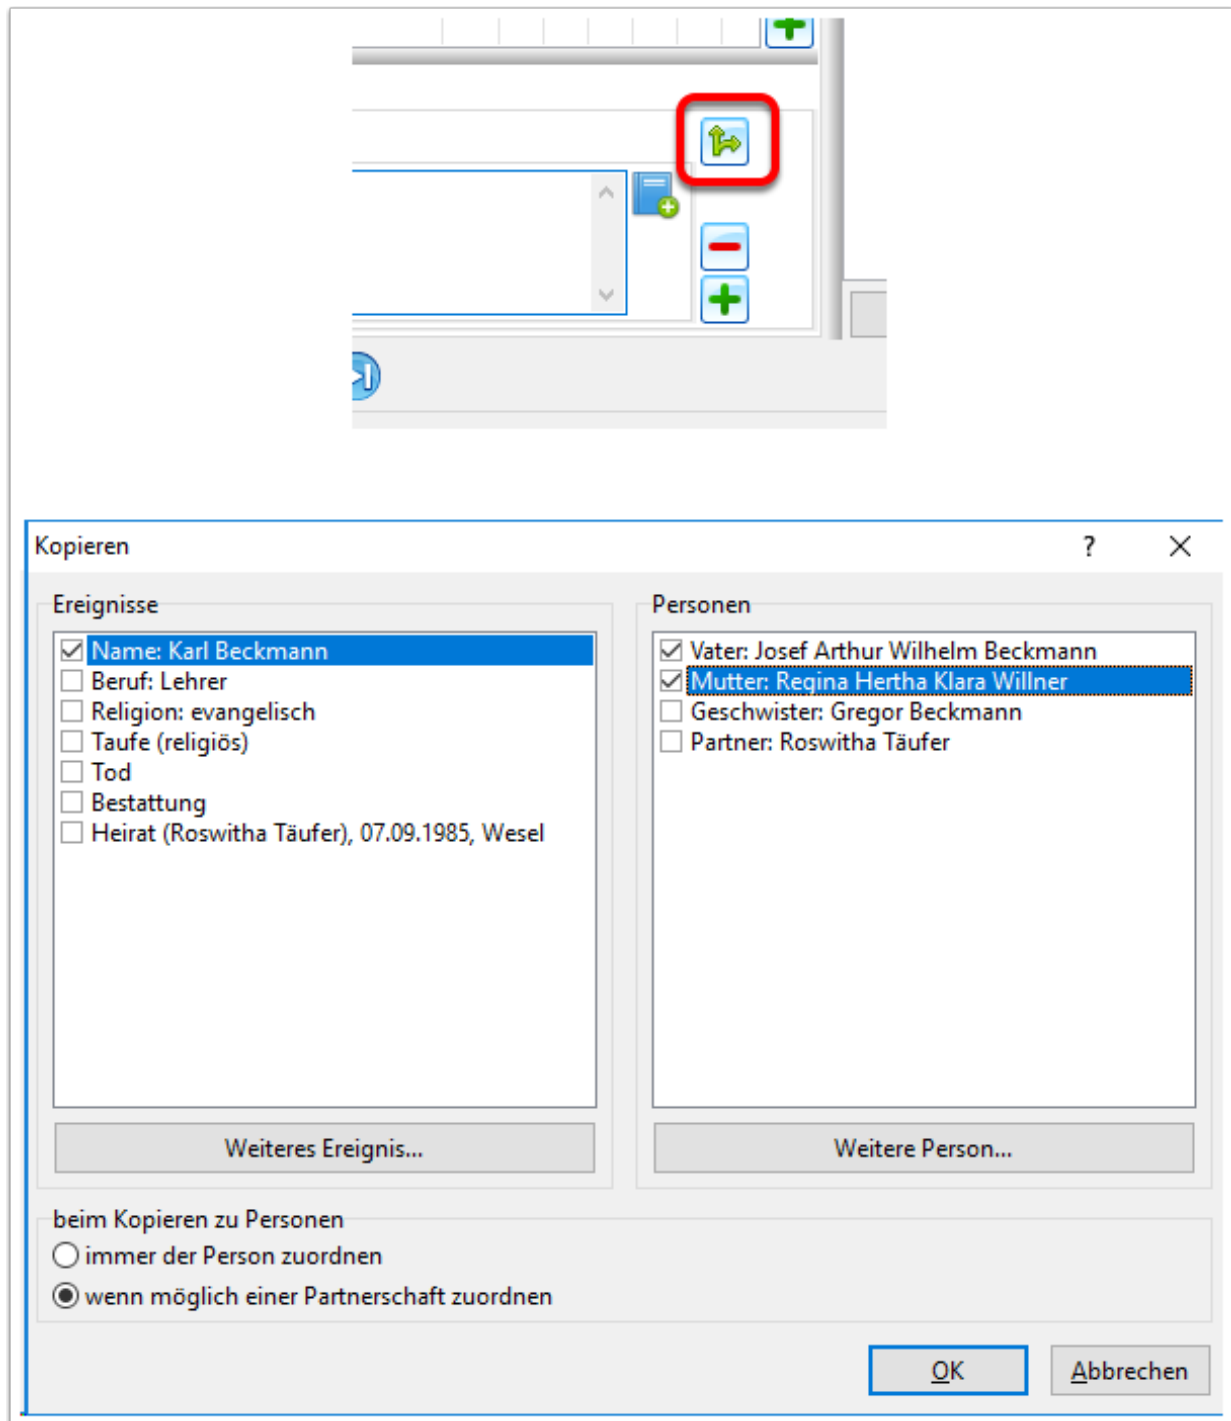 Kopieren
?
Ereignisse
Name: Karl Beckmann
Beruf: Lehrer
Religion: evangelisch
Taufe (religiös)
Tod
Bestattung
Heirat (Roswitha Täufer), 07.09.1985, Wesel
Weiteres Ereignis...
Personen
Vater: Josef Arthur Wilhelm Beckmann
Mutter: Regina Hertha Klara Willner
Geschwister: Gregor Beckmann
Partner: Roswitha Täufer
Weitere Person...
beim Kopieren zu Personen
immer der Person zuordnen
wenn möglich einer Partnerschaft zuordnen
OK
Abbrechen